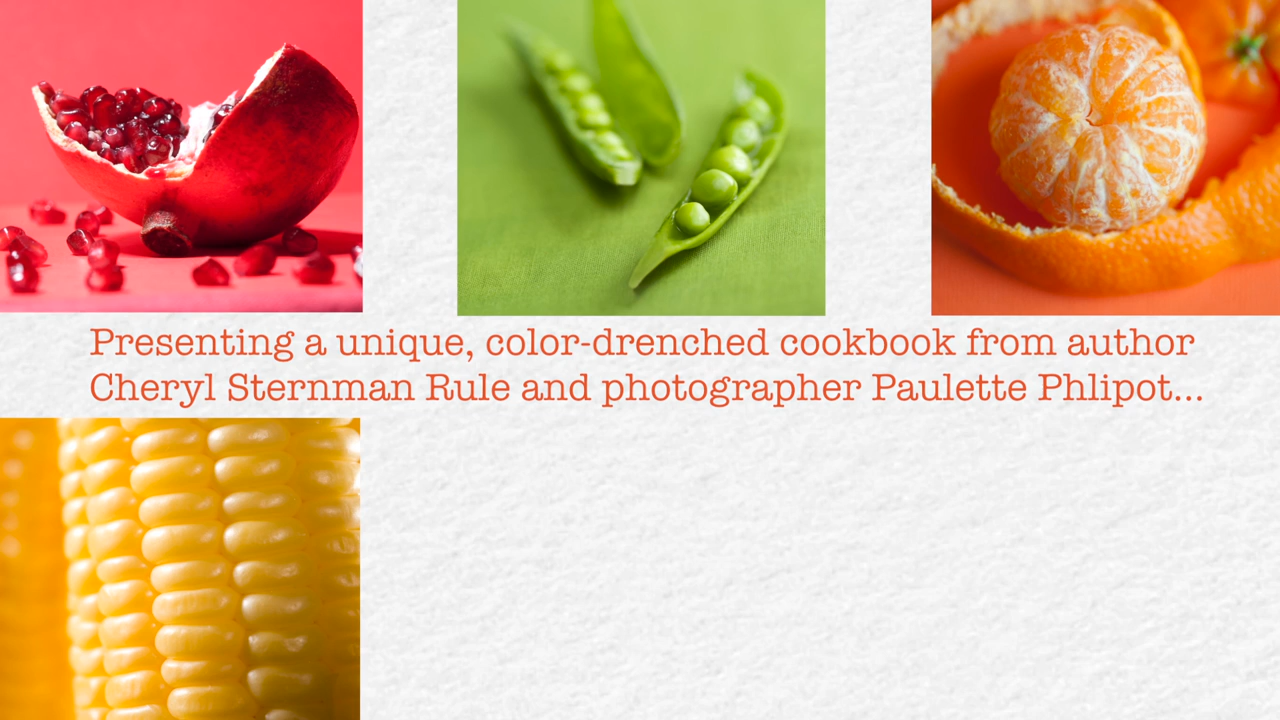 Presenting a unique, color-drenched cookbook from author
Cheryl Sternman Rule and photographer Paulette Phlipot...